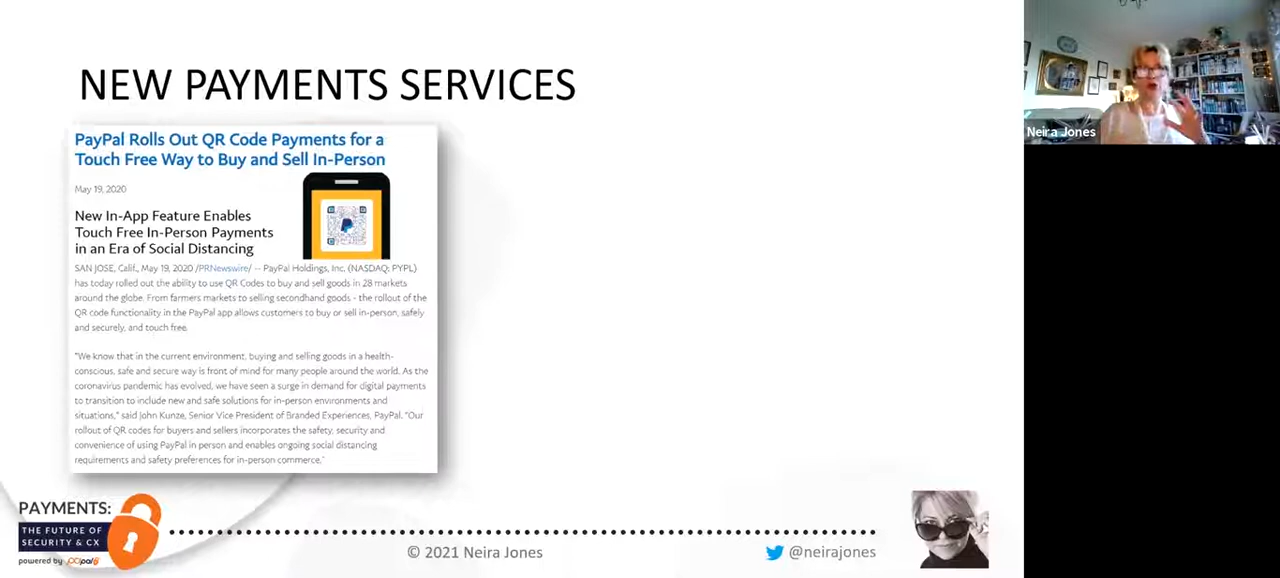 NEW PAYMENTS SERVICES
PayPal Rolls Out QR Code Payments for a
Touch Free Way to Buy and Sell In-Person
May 19, 2020
New In-App Feature Enables
Touch Free In-Person Payments
in an Era of Social Distancing
SAN JOSE, Calif., May 19, 2020 /PRNewswire/ -- PayPal Holdings, Inc. (NASDAQ: PYPL)
has today rolled out the ability to use QR Codes to buy and sell goods in 28 markets
around the globe. From farmers markets to selling secondhand goods - the rollout of the
QR code functionality in the PayPal app allows customers to buy or sell in-person, safely
and securely, and touch free.
"We know that in the current environment, buying and selling goods in a health-
conscious, safe and secure way is front of mind for many people around the world. As the
coronavirus pandemic has evolved, we have seen a surge in demand for digital payments
to transition to include new and safe solutions for in-person environments and
situations," said John Kunze, Senior Vice President of Branded Experiences, PayPal. "Our
rollout of QR codes for buyers and sellers incorporates the safety, security and
convenience of using PayPal in person and enables ongoing social distancing
requirements and safety preferences for in-person commerce."
PAYMENTS:
THE FUTURE OF
SECURITY & CX
powered by PCIpal
© 2021 Neira Jones
@neirajones
Neira Jones